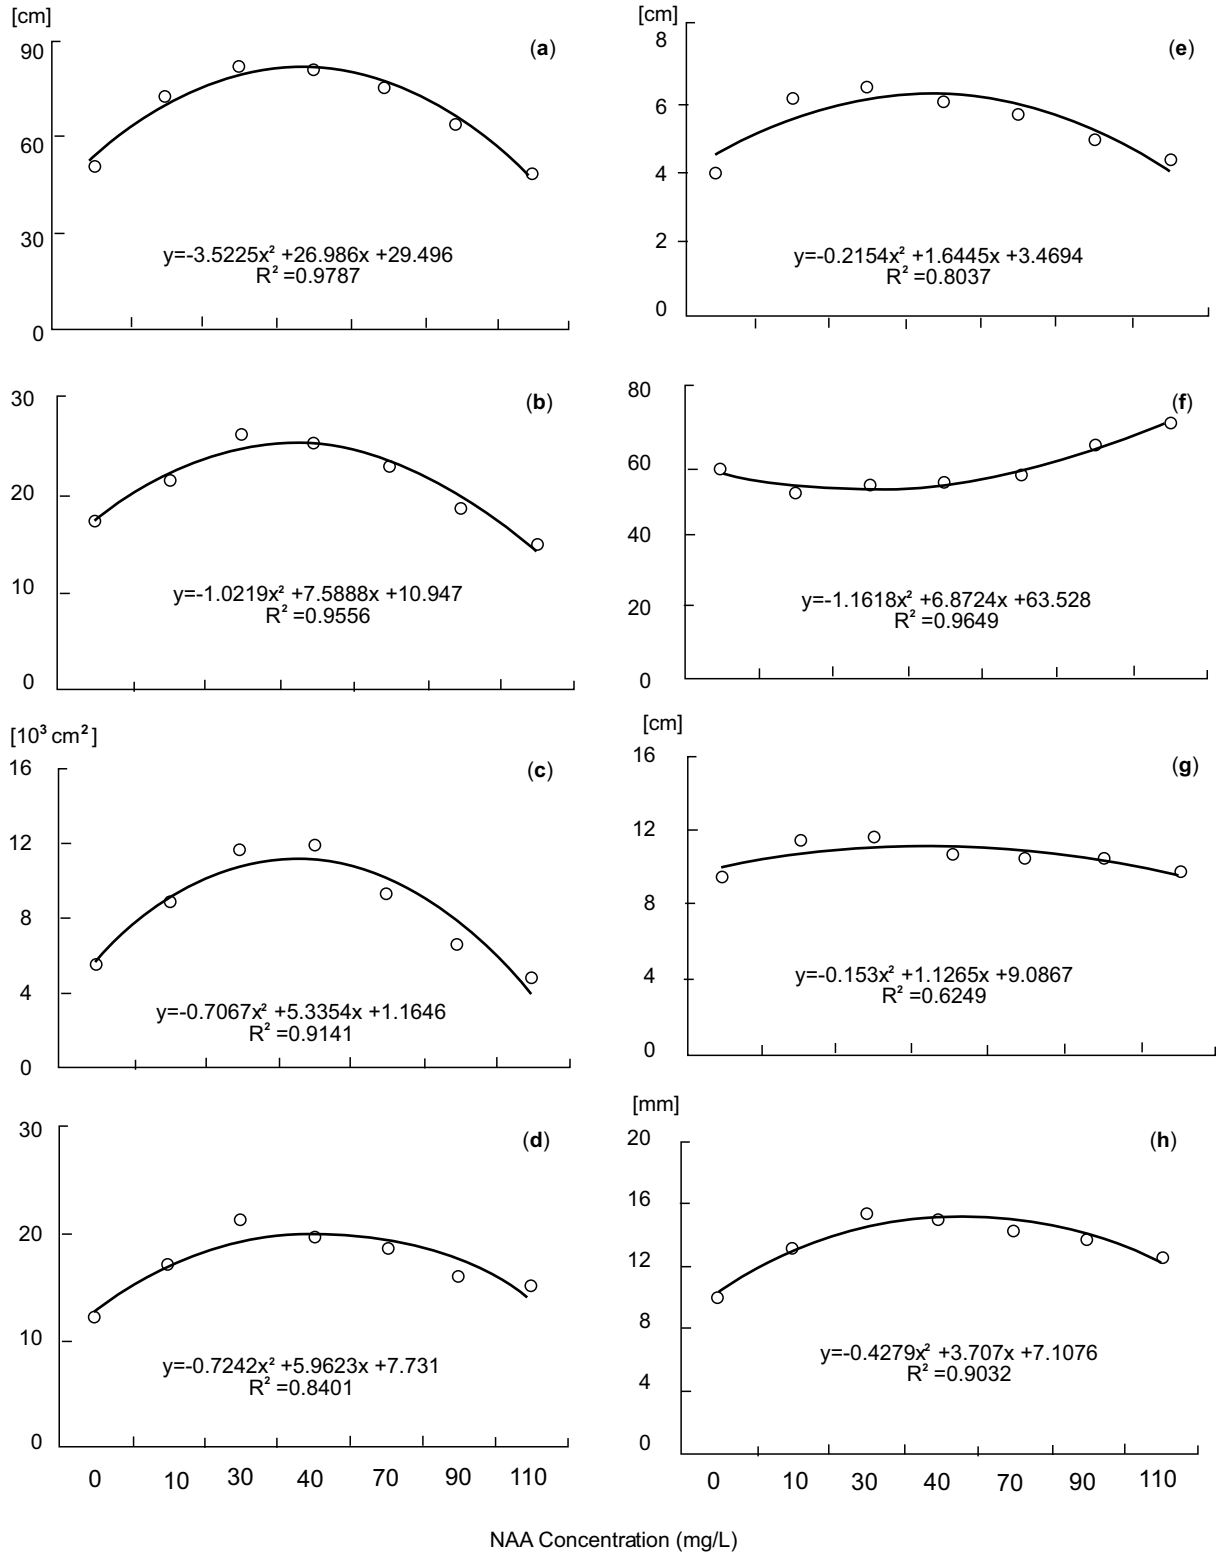 [cm]
90
60
30
0
(a)
y=-3.5225x² +26.986x +29.496
R² =0.9787
[cm]
8
6
4
2
0
(e)
y=-0.2154x² +1.6445x +3.4694
R² =0.8037
30
20
10
0
(b)
y=-1.0219x² +7.5888x +10.947
R² =0.9556
80
60
40
20
0
(f)
y=-1.1618x² +6.8724x +63.528
R² =0.9649
[10³ cm²]
16
12
8
4
0
(c)
y=-0.7067x² +5.3354x +1.1646
R² =0.9141
[cm]
16
12
8
4
0
(g)
y=-0.153x² +1.1265x +9.0867
R² =0.6249
30
20
10
0
(d)
y=-0.7242x² +5.9623x +7.731
R² =0.8401
0 10 30 40 70 90 110
[mm]
20
16
12
8
4
0
(h)
y=-0.4279x² +3.707x +7.1076
R² =0.9032
0 10 30 40 70 90 110
NAA Concentration (mg/L)